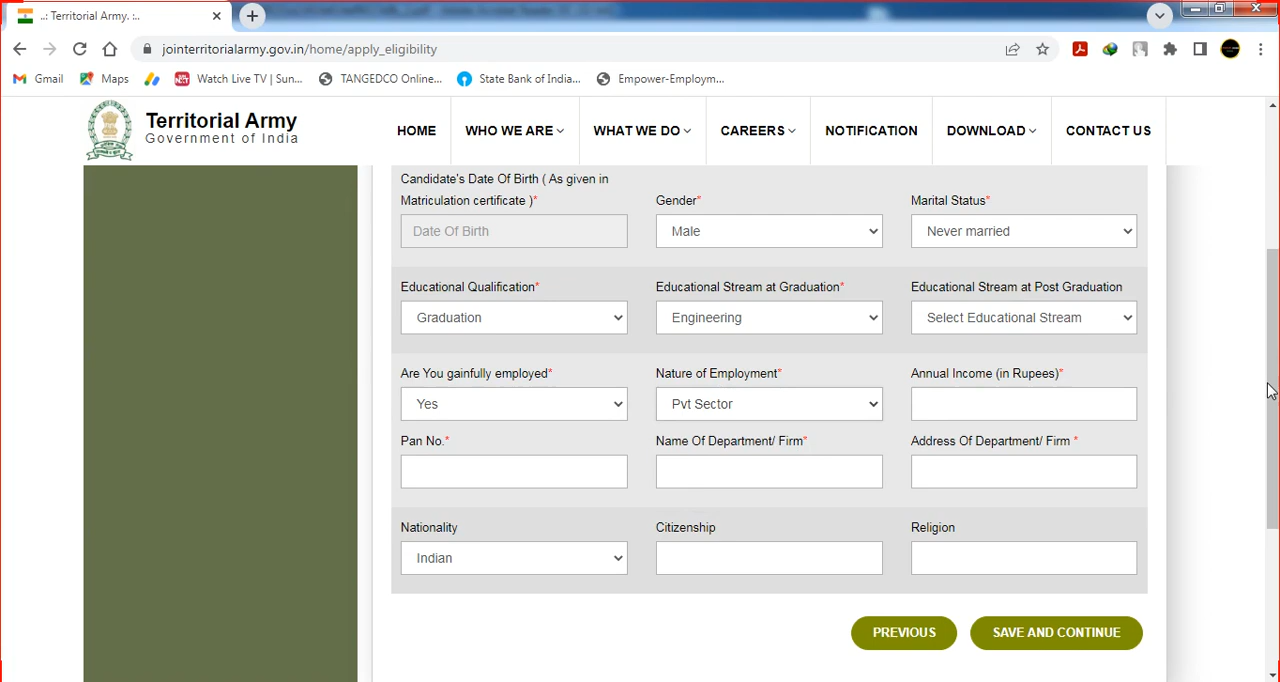 ..: Territorial Army. :..
jointerritorialarmy.gov.in/home/apply_eligibility
Gmail
Maps
Watch Live TV | Sun...
TANGEDCO Online...
State Bank of India...
Empower-Employm...
Territorial Army
Government of India
HOME
WHO WE ARE
WHAT WE DO
CAREERS
NOTIFICATION
DOWNLOAD
CONTACT US
Candidate's Date Of Birth ( As given in
Matriculation certificate )*
Gender*
Marital Status*
Date Of Birth
Male
Never married
Educational Qualification*
Educational Stream at Graduation*
Educational Stream at Post Graduation
Graduation
Engineering
Select Educational Stream
Are You gainfully employed*
Nature of Employment*
Annual Income (in Rupees)*
Yes
Pvt Sector
Pan No.*
Name Of Department/ Firm*
Address Of Department/ Firm *
Nationality
Citizenship
Religion
Indian
PREVIOUS
SAVE AND CONTINUE